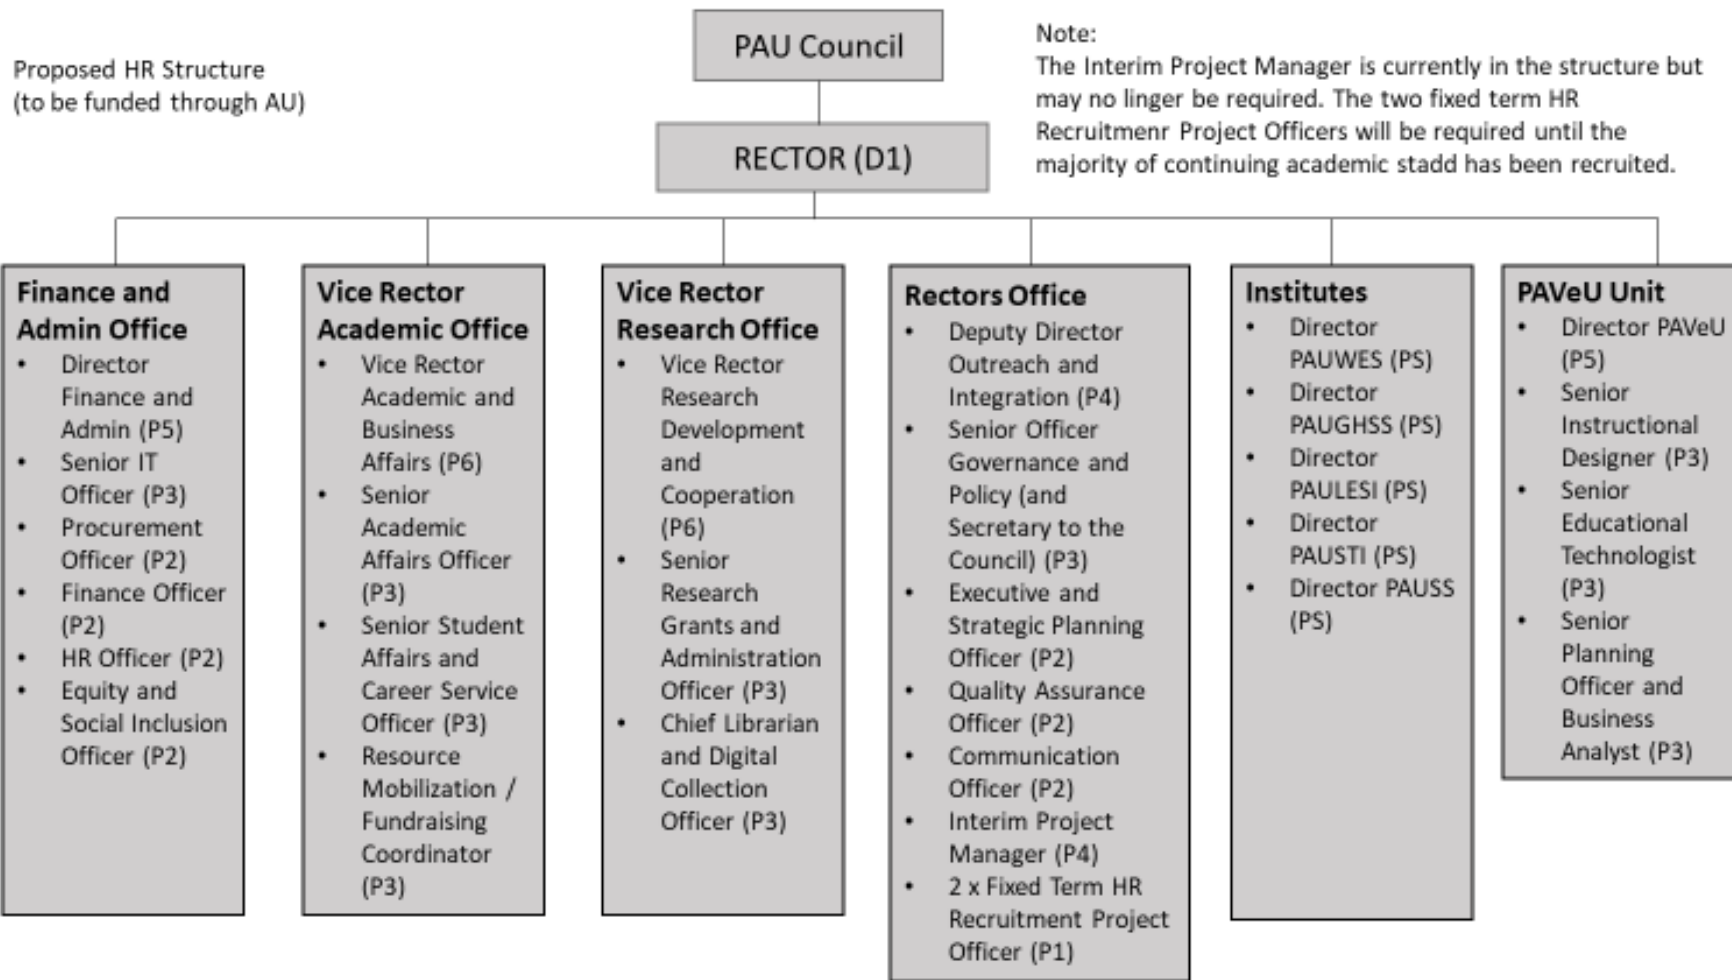 Proposed HR Structure
(to be funded through AU)
PAU Council
RECTOR (D1)
Note:
The Interim Project Manager is currently in the structure but
may no linger be required. The two fixed term HR
Recruitmenr Project Officers will be required until the
majority of continuing academic stadd has been recruited.
Finance and
Admin Office
• Director
Finance and
Admin (P5)
• Senior IT
Officer (P3)
• Procurement
Officer (P2)
• Finance Officer
(P2)
• HR Officer (P2)
• Equity and
Social Inclusion
Officer (P2)
Vice Rector
Academic Office
• Vice Rector
Academic and
Business
Affairs (P6)
• Senior
Academic
Affairs Officer
(P3)
• Senior Student
Affairs and
Career Service
Officer (P3)
• Resource
Mobilization /
Fundraising
Coordinator
(P3)
Vice Rector
Research Office
• Vice Rector
Research
Development
and
Cooperation
(P6)
• Senior
Research
Grants and
Administration
Officer (P3)
• Chief Librarian
and Digital
Collection
Officer (P3)
Rectors Office
• Deputy Director
Outreach and
Integration (P4)
• Senior Officer
Governance and
Policy (and
Secretary to the
Council) (P3)
• Executive and
Strategic Planning
Officer (P2)
• Quality Assurance
Officer (P2)
• Communication
Officer (P2)
• Interim Project
Manager (P4)
• 2 x Fixed Term HR
Recruitment Project
Officer (P1)
Institutes
• Director
PAUWES (PS)
• Director
PAUGHSS (PS)
• Director
PAULESI (PS)
• Director
PAUSTI (PS)
• Director PAUSS
(PS)
PAVeU Unit
• Director PAVeU
(P5)
• Senior
Instructional
Designer (P3)
• Senior
Educational
Technologist
(P3)
• Senior
Planning
Officer and
Business
Analyst (P3)